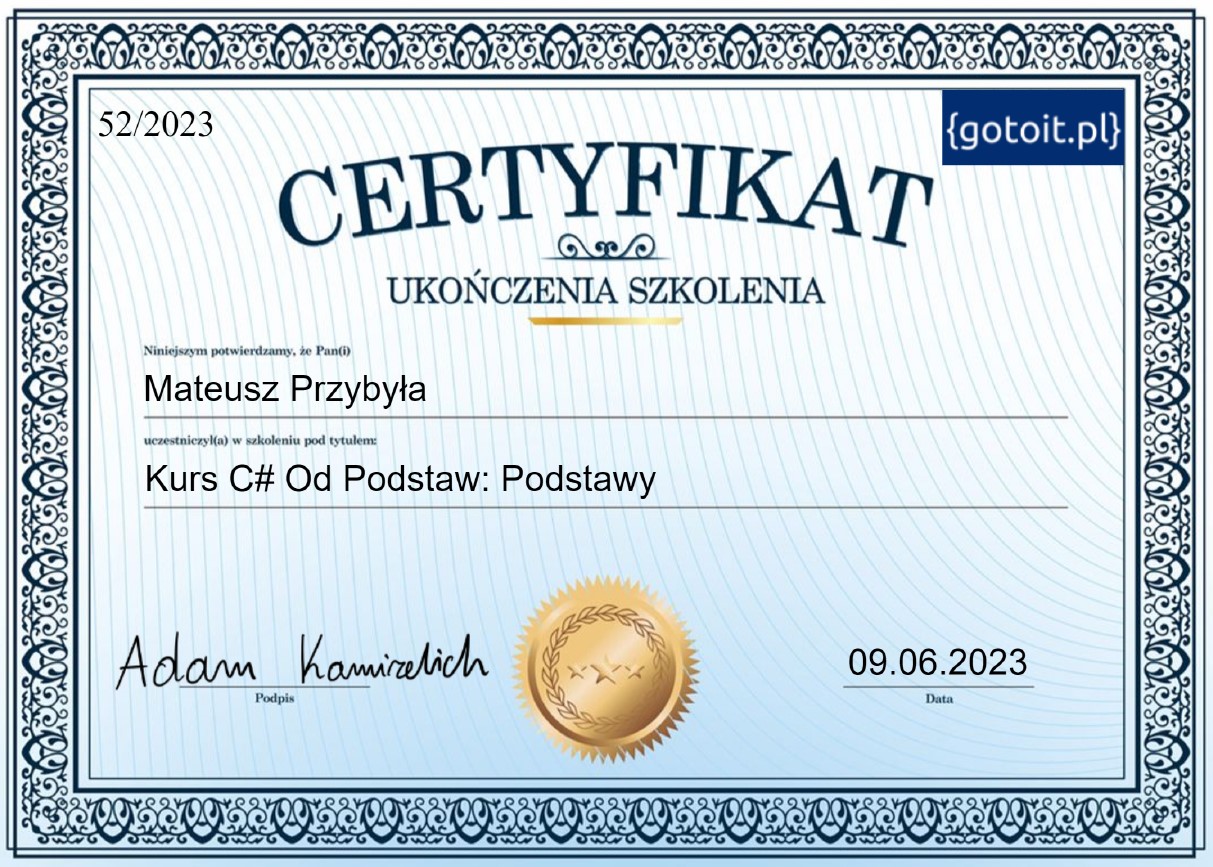 52/2023
{gotoit.pl}
CERTYFIKAT
UKOŃCZENIA SZKOLENIA
Niniejszym potwierdzamy, że Pan(i)
Mateusz Przybyła
uczestniczył(a) w szkoleniu pod tytułem:
Kurs C# Od Podstaw: Podstawy
Adam Kamizelich
09.06.2023
Podpis
Data